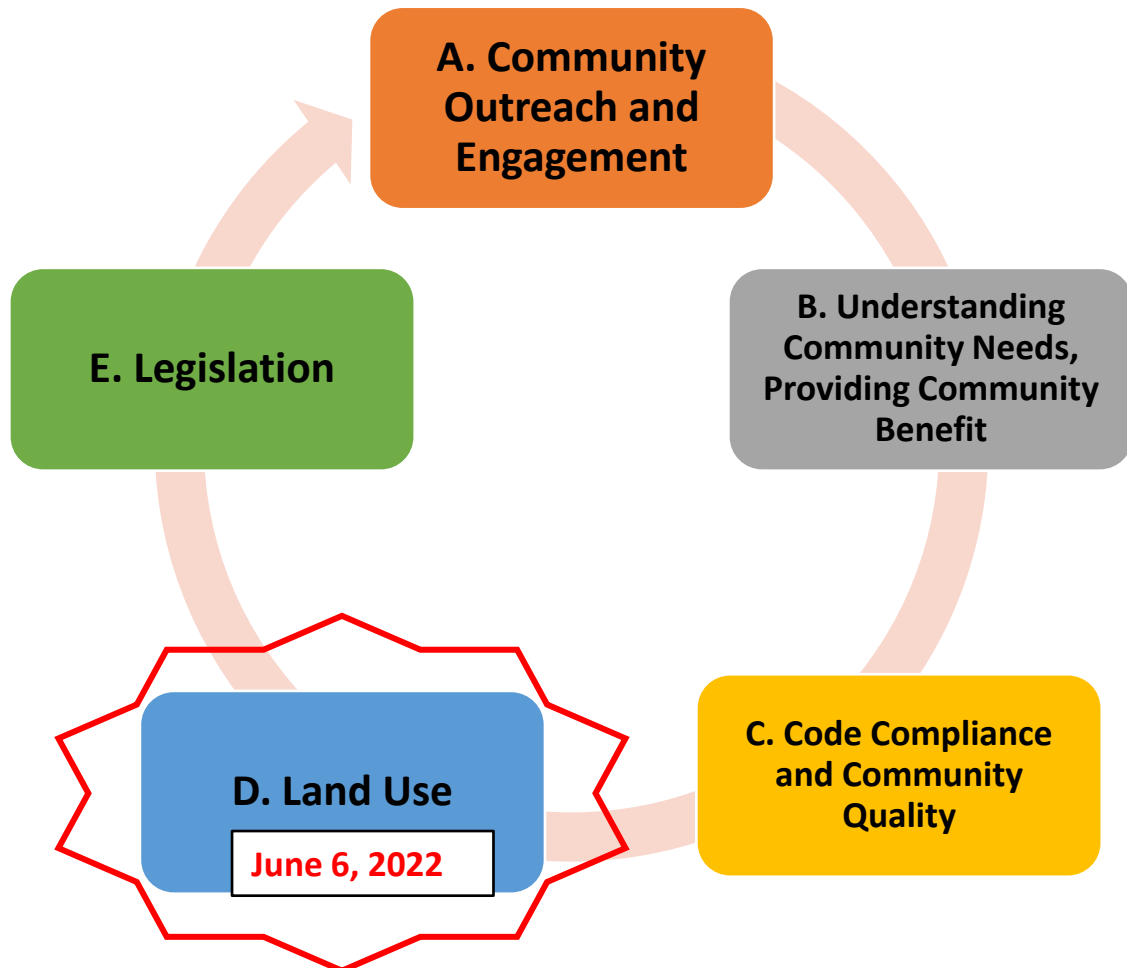 A. Community
Outreach and
Engagement
B. Understanding
Community Needs,
Providing Community
Benefit
C. Code Compliance
and Community
Quality
D. Land Use
June 6, 2022
E. Legislation